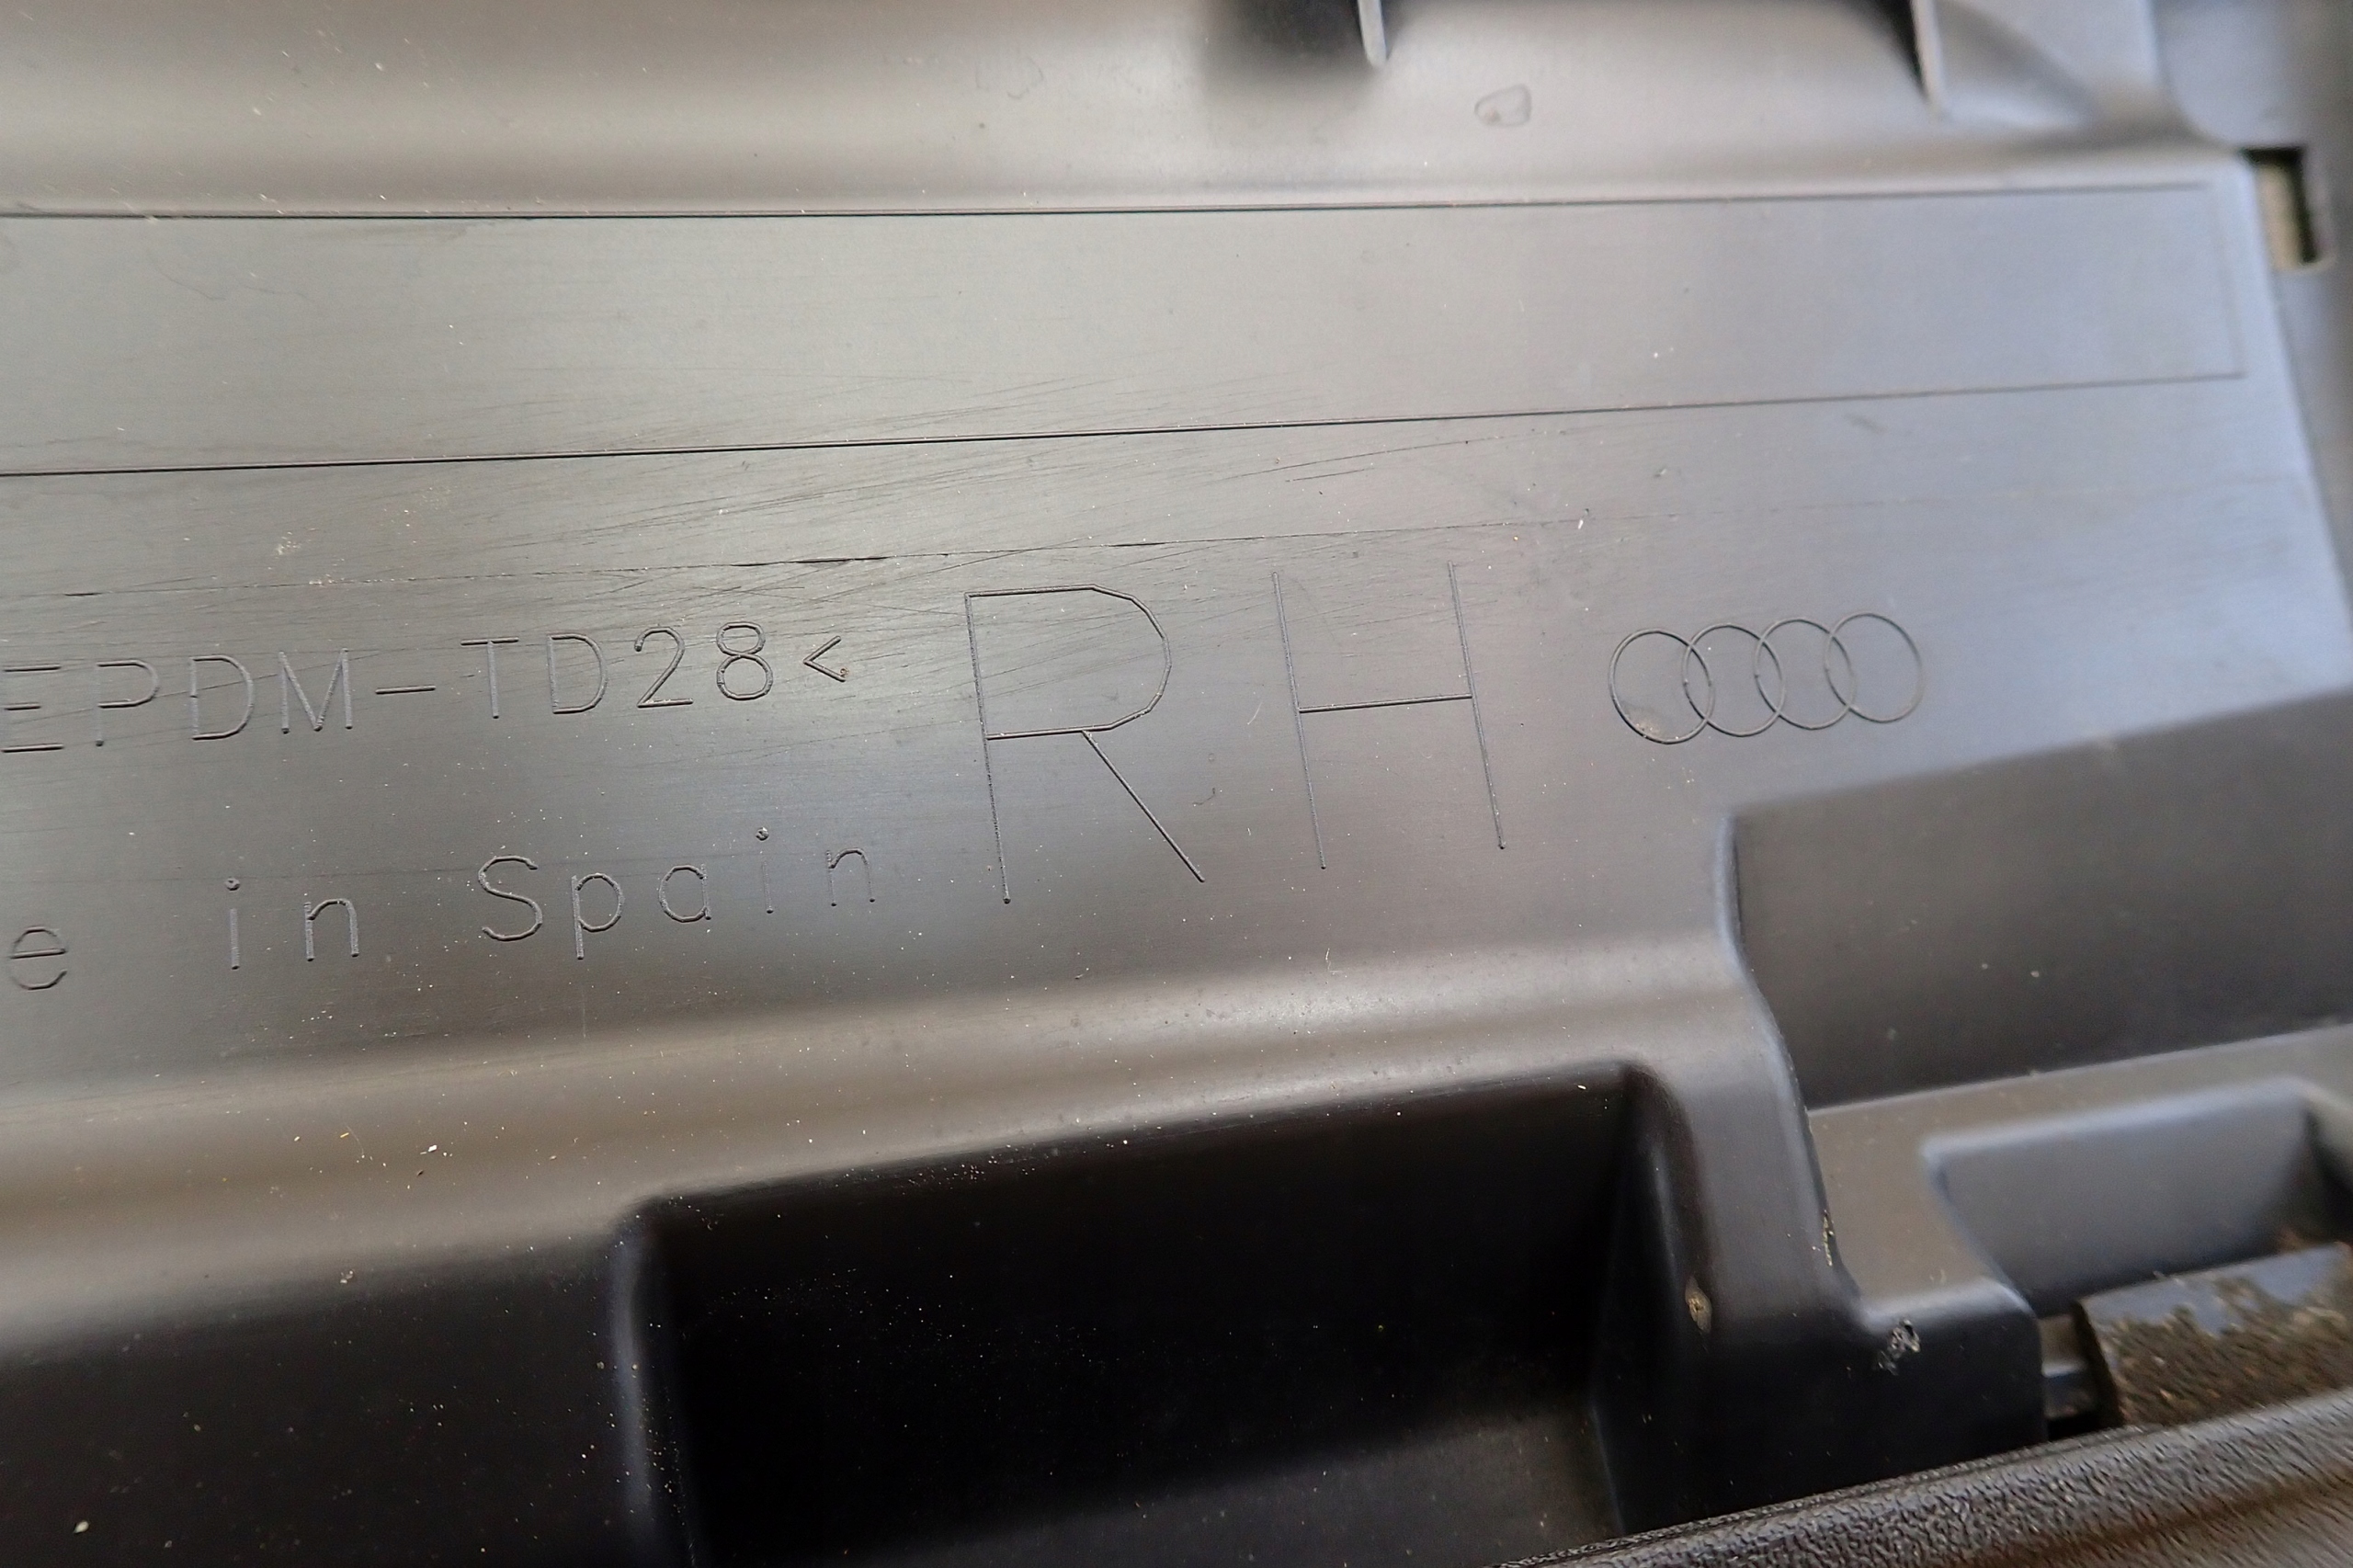 EPDM-TD28<
RH
e in Spain